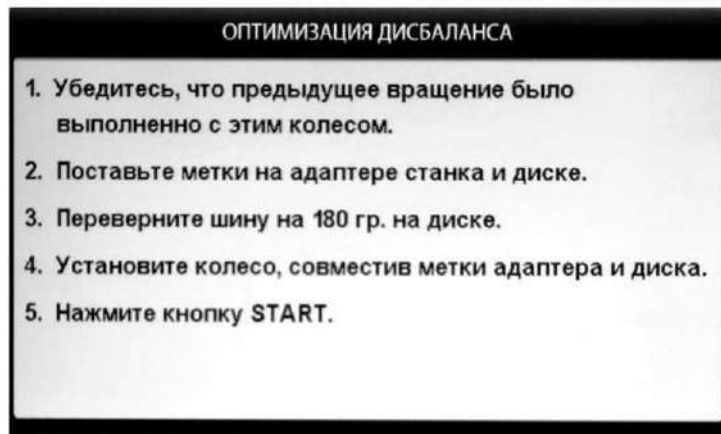 ОПТИМИЗАЦИЯ ДИСБАЛАНСА
1. Убедитесь, что предыдущее вращение было
выполненно с этим колесом.
2. Поставьте метки на адаптере станка и диске.
3. Переверните шину на 180 гр. на диске.
4. Установите колесо, совместив метки адаптера и диска.
5. Нажмите кнопку START.